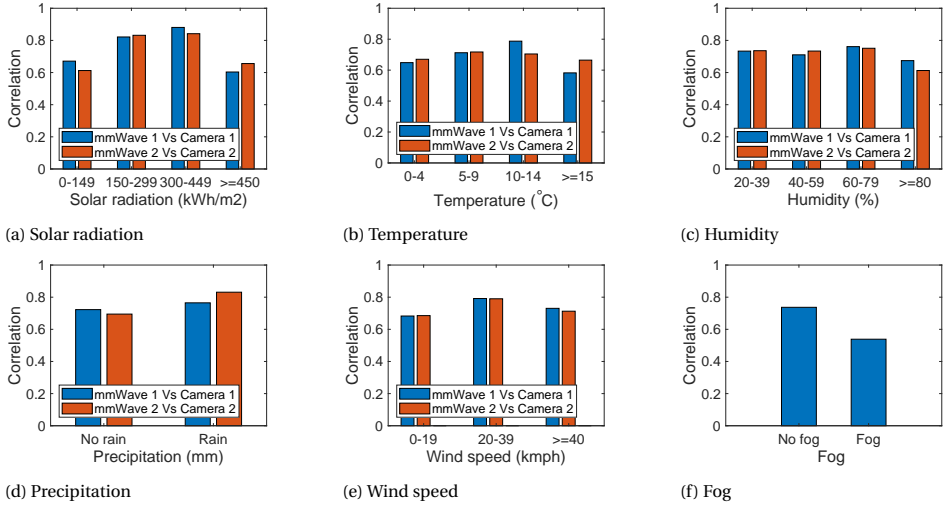 Correlation
1
0.8
0.6
0.4
0.2
0
mmWave 1 Vs Camera 1
mmWave 2 Vs Camera 2
0-149 150-299 300-449 >=450
Solar radiation (kWh/m2)
(a) Solar radiation
Correlation
1
0.8
0.6
0.4
0.2
0
mmWave 1 Vs Camera 1
mmWave 2 Vs Camera 2
0-4 5-9 10-14 >=15
Temperature (°C)
(b) Temperature
Correlation
1
0.8
0.6
0.4
0.2
0
mmWave 1 Vs Camera 1
mmWave 2 Vs Camera 2
20-39 40-59 60-79 >=80
Humidity (%)
(c) Humidity
Correlation
1
0.8
0.6
0.4
0.2
0
mmWave 1 Vs Camera 1
mmWave 2 Vs Camera 2
No rain Rain
Precipitation (mm)
(d) Precipitation
Correlation
1
0.8
0.6
0.4
0.2
0
mmWave 1 Vs Camera 1
mmWave 2 Vs Camera 2
0-19 20-39 >=40
Wind speed (kmph)
(e) Wind speed
Correlation
1
0.8
0.6
0.4
0.2
0
No fog Fog
Fog
(f) Fog